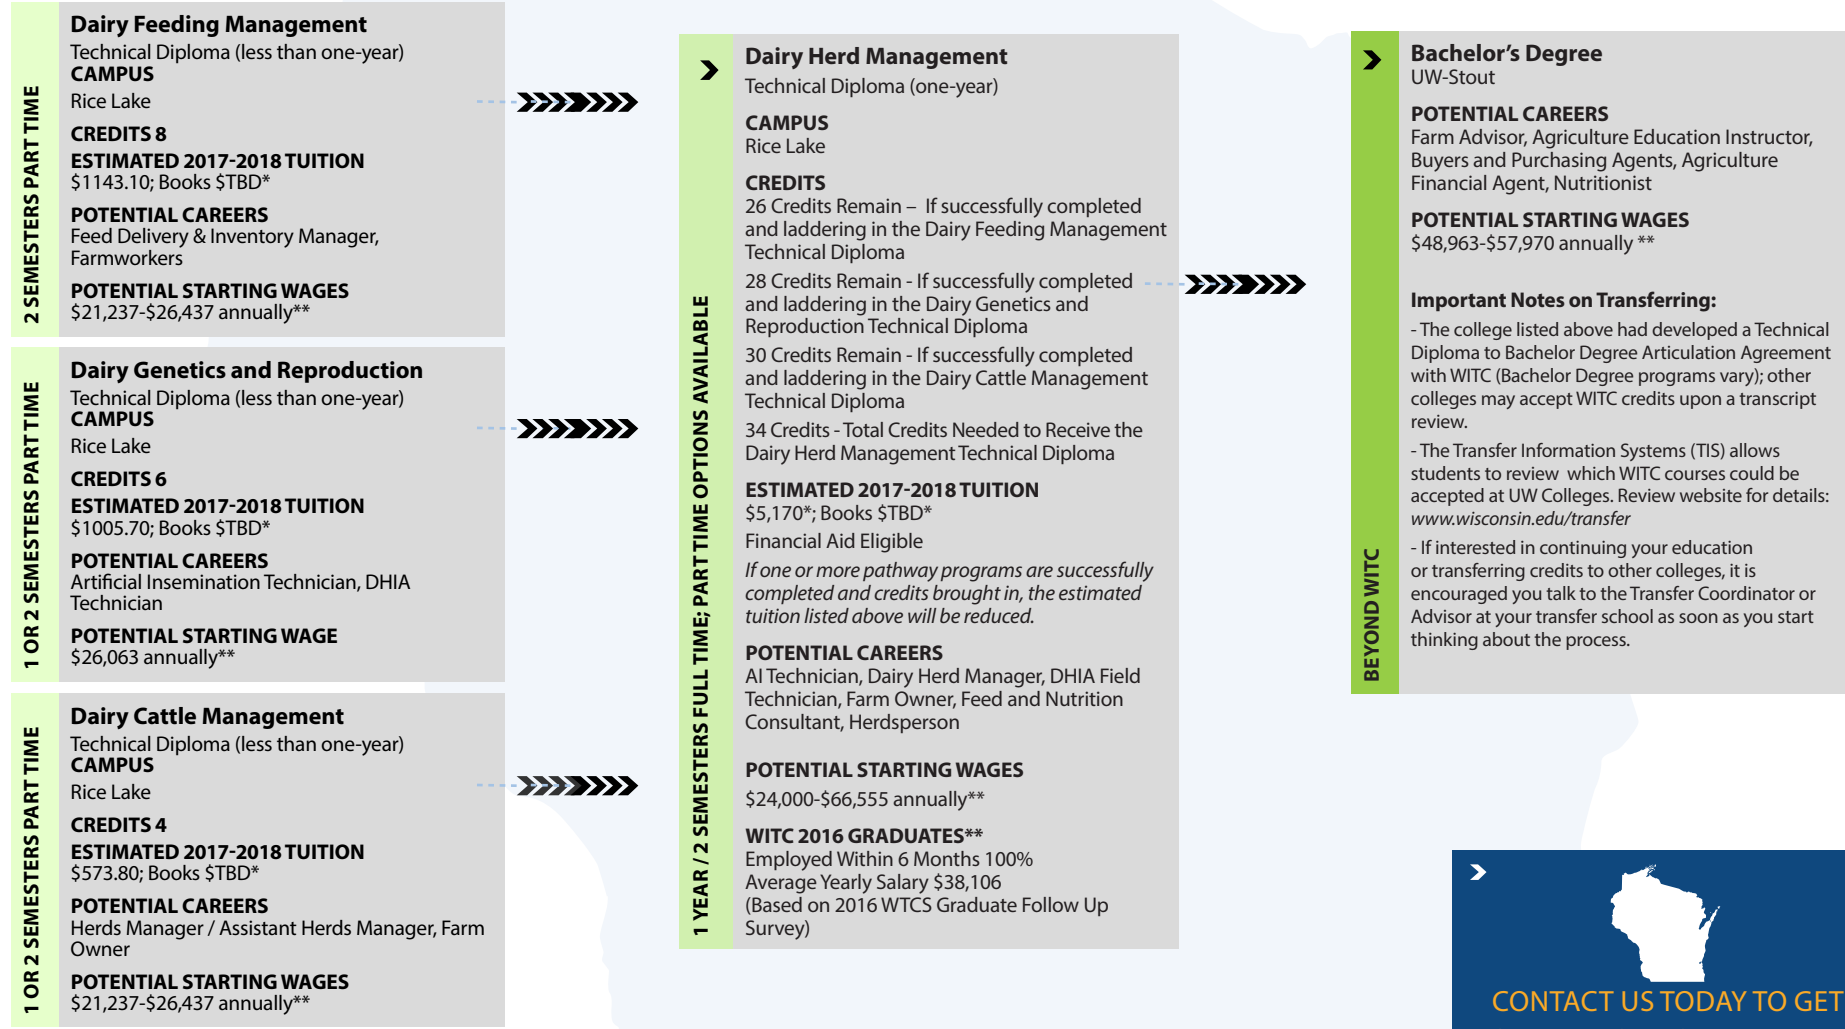 2 SEMESTERS PART TIME
Dairy Feeding Management
Technical Diploma (less than one-year)
CAMPUS
Rice Lake
CREDITS 8
ESTIMATED 2017-2018 TUITION
$1143.10; Books $TBD*
POTENTIAL CAREERS
Feed Delivery & Inventory Manager,
Farmworkers
POTENTIAL STARTING WAGES
$21,237-$26,437 annually**
1 OR 2 SEMESTERS PART TIME
Dairy Genetics and Reproduction
Technical Diploma (less than one-year)
CAMPUS
Rice Lake
CREDITS 6
ESTIMATED 2017-2018 TUITION
$1005.70; Books $TBD*
POTENTIAL CAREERS
Artificial Insemination Technician, DHIA
Technician
POTENTIAL STARTING WAGE
$26,063 annually**
1 OR 2 SEMESTERS PART TIME
Dairy Cattle Management
Technical Diploma (less than one-year)
CAMPUS
Rice Lake
CREDITS 4
ESTIMATED 2017-2018 TUITION
$573.80; Books $TBD*
POTENTIAL CAREERS
Herds Manager / Assistant Herds Manager, Farm
Owner
POTENTIAL STARTING WAGES
$21,237-$26,437 annually**
1 YEAR / 2 SEMESTERS FULL TIME; PART TIME OPTIONS AVAILABLE
Dairy Herd Management
Technical Diploma (one-year)
CAMPUS
Rice Lake
CREDITS
26 Credits Remain – If successfully completed
and laddering in the Dairy Feeding Management
Technical Diploma
28 Credits Remain - If successfully completed
and laddering in the Dairy Genetics and
Reproduction Technical Diploma
30 Credits Remain - If successfully completed
and laddering in the Dairy Cattle Management
Technical Diploma
34 Credits - Total Credits Needed to Receive the
Dairy Herd Management Technical Diploma
ESTIMATED 2017-2018 TUITION
$5,170*; Books $TBD*
Financial Aid Eligible
If one or more pathway programs are successfully
completed and credits brought in, the estimated
tuition listed above will be reduced.
POTENTIAL CAREERS
AI Technician, Dairy Herd Manager, DHIA Field
Technician, Farm Owner, Feed and Nutrition
Consultant, Herdsperson
POTENTIAL STARTING WAGES
$24,000-$66,555 annually**
WITC 2016 GRADUATES**
Employed Within 6 Months 100%
Average Yearly Salary $38,106
(Based on 2016 WTCS Graduate Follow Up
Survey)
BEYOND WITC
Bachelor's Degree
UW-Stout
POTENTIAL CAREERS
Farm Advisor, Agriculture Education Instructor,
Buyers and Purchasing Agents, Agriculture
Financial Agent, Nutritionist
POTENTIAL STARTING WAGES
$48,963-$57,970 annually **
Important Notes on Transferring:
- The college listed above had developed a Technical
Diploma to Bachelor Degree Articulation Agreement
with WITC (Bachelor Degree programs vary); other
colleges may accept WITC credits upon a transcript
review.
- The Transfer Information Systems (TIS) allows
students to review which WITC courses could be
accepted at UW Colleges. Review website for details:
www.wisconsin.edu/transfer
- If interested in continuing your education
or transferring credits to other colleges, it is
encouraged you talk to the Transfer Coordinator or
Advisor at your transfer school as soon as you start
thinking about the process.
CONTACT US TODAY TO GET